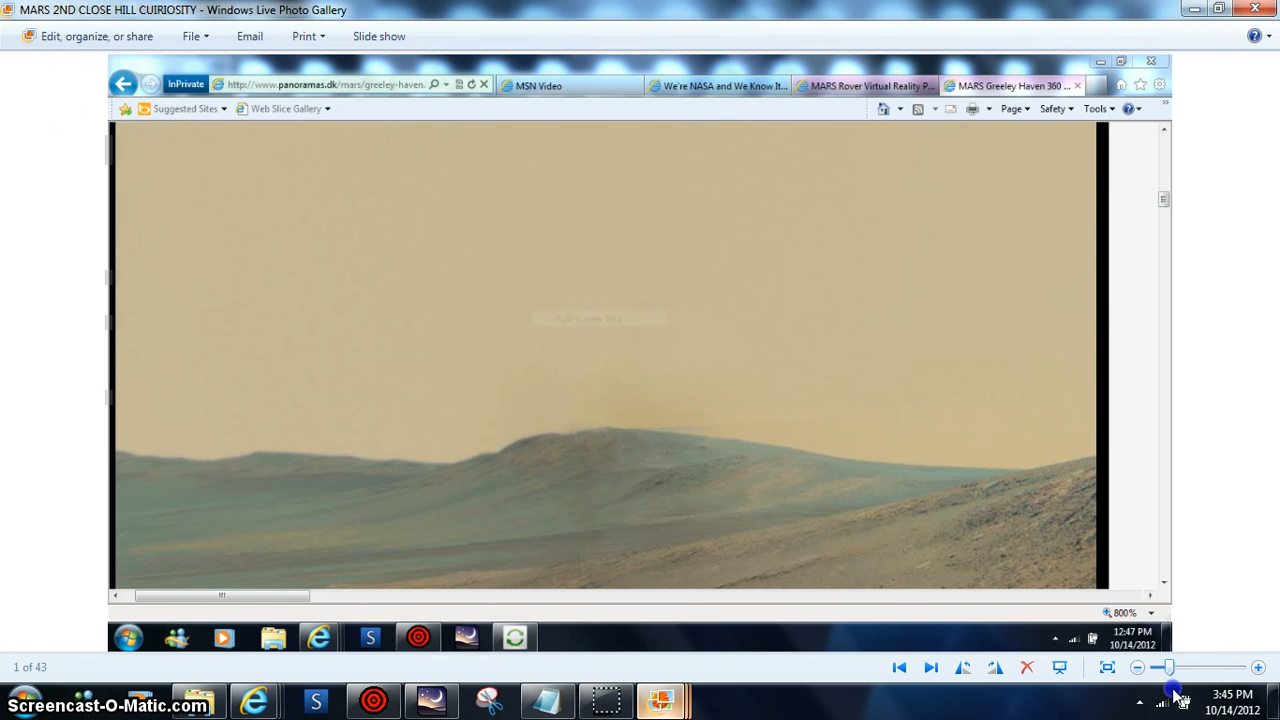 MARS 2ND CLOSE HILL CUIRIOSITY - Windows Live Photo Gallery
Edit, organize, or share File Email Print Slide show
InPrivate http://www.panoramas.dk/mars/greeley-haven. MSN Video We're NASA and We Know It... MARS Rover Virtual Reality P... MARS Greeley Haven 360 ...
Suggested Sites Web Slice Gallery Page Safety Tools
Full-screen Snip
800%
12:47 PM
10/14/2012
1 of 43
3:45 PM
10/14/2012
Screencast-O-Matic.com